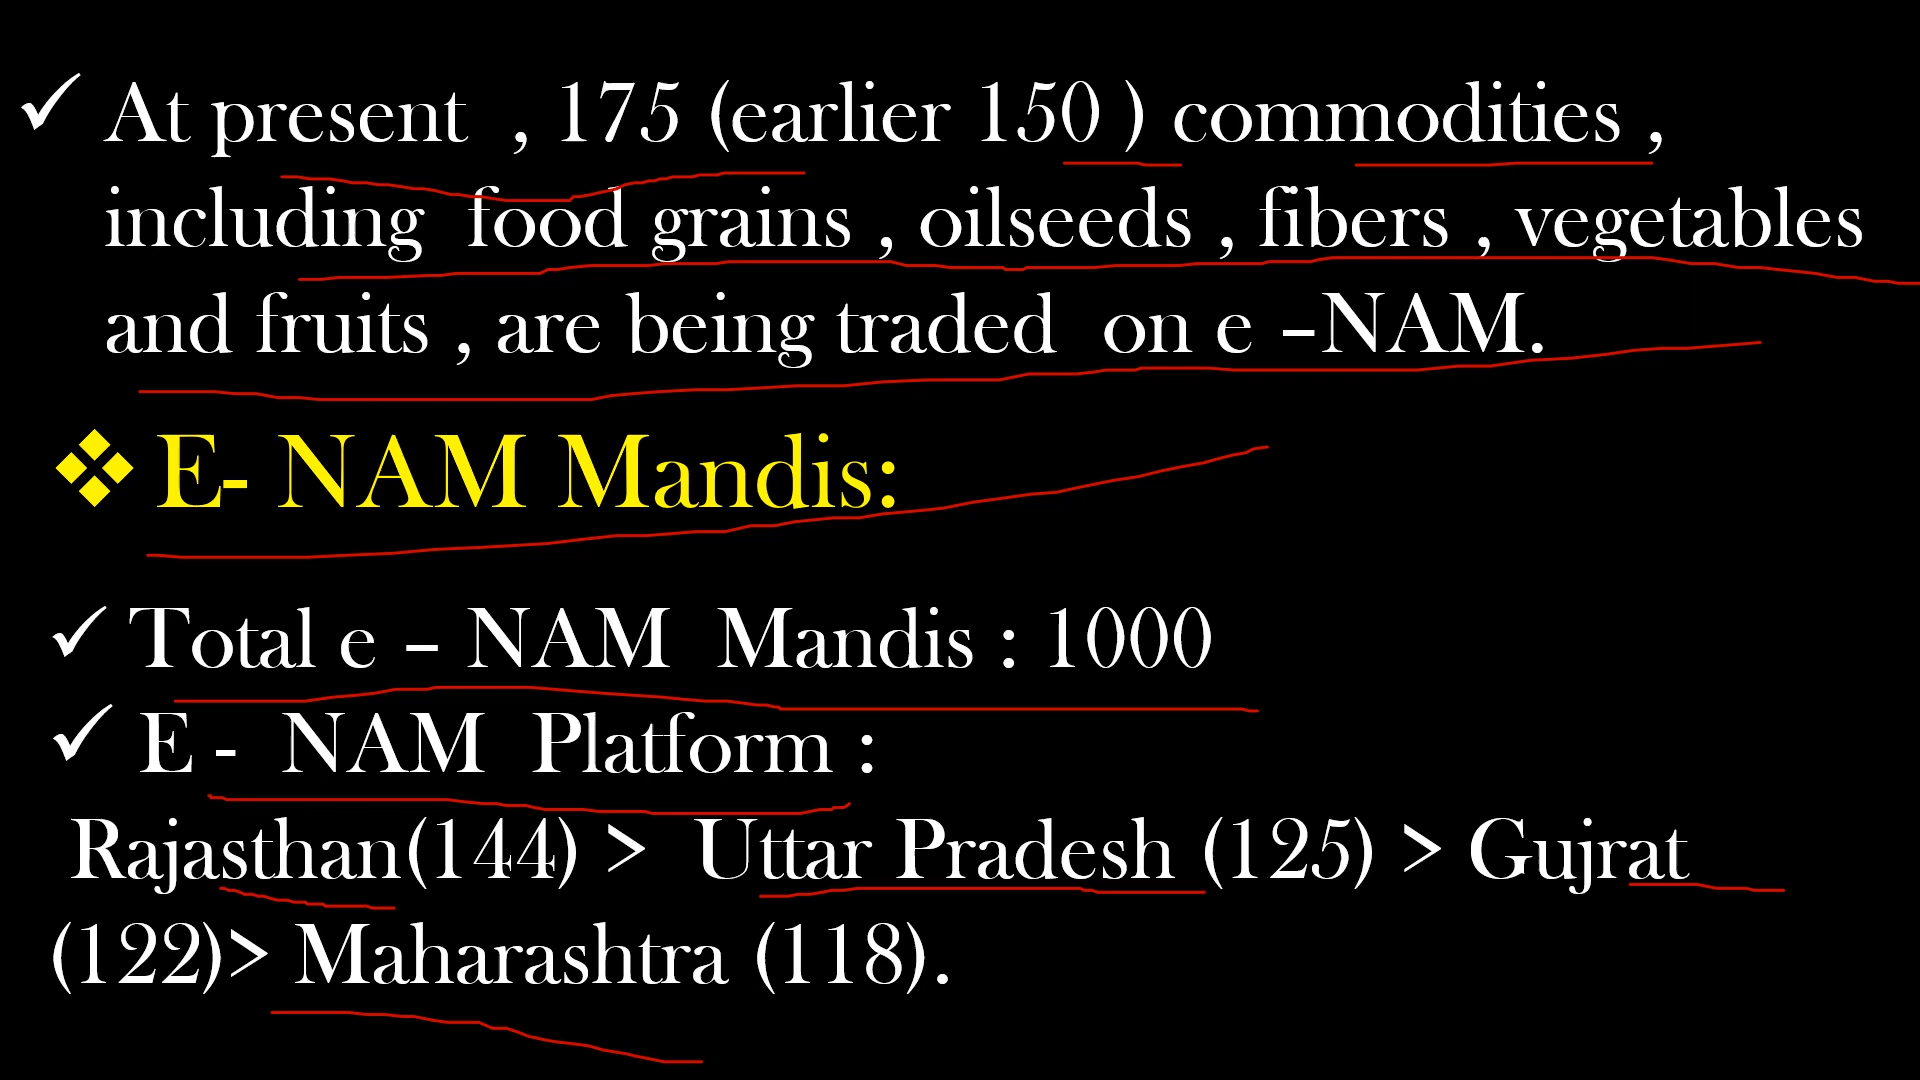 ✓ At present , 175 (earlier 150 ) commodities ,
including food grains , oilseeds , fibers , vegetables
and fruits , are being traded on e –NAM.
❖ E- NAM Mandis:
✓ Total e – NAM Mandis : 1000
✓ E - NAM Platform :
Rajasthan(144) > Uttar Pradesh (125) > Gujrat
(122)> Maharashtra (118).